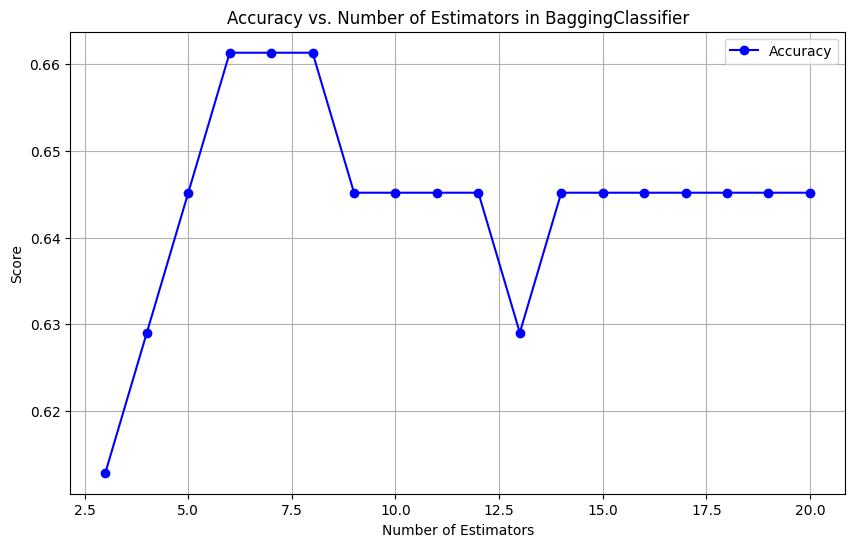 Accuracy vs. Number of Estimators in BaggingClassifier
Accuracy
0.66
0.65
0.64
0.63
0.62
Score
2.5 5.0 7.5 10.0 12.5 15.0 17.5 20.0
Number of Estimators